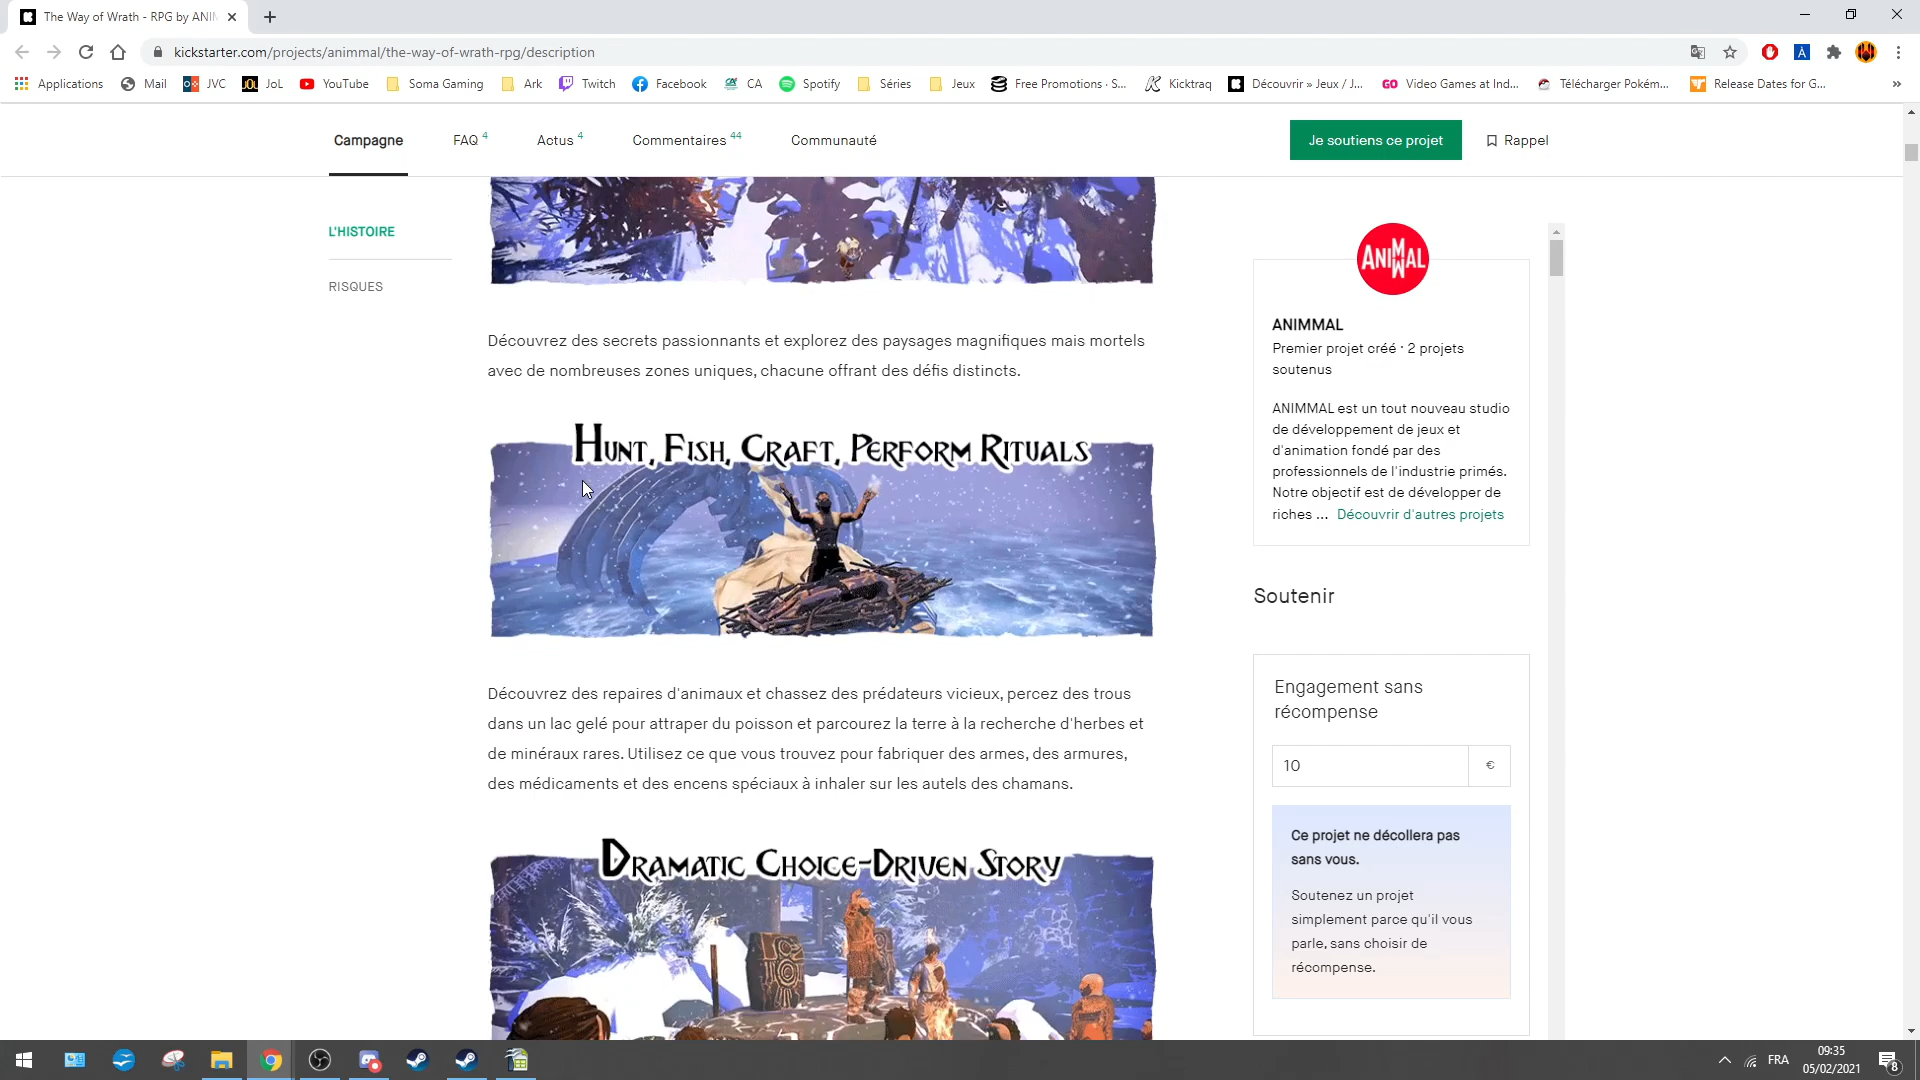 The Way of Wrath - RPG by ANIM
kickstarter.com/projects/animmal/the-way-of-wrath-rpg/description
Applications
Mail
JVC
JOL
JoL
YouTube
Soma Gaming
Ark
Twitch
Facebook
CA
Spotify
Séries
Jeux
Free Promotions · S...
Kicktraq
Découvrir » Jeux / J...
GO
Video Games at Ind...
Télécharger Pokém...
Release Dates for G...
»
Campagne
FAQ 4
Actus 4
Commentaires 44
Communauté
Je soutiens ce projet
Rappel
L'HISTOIRE
RISQUES
Découvrez des secrets passionnants et explorez des paysages magnifiques mais mortels
avec de nombreuses zones uniques, chacune offrant des défis distincts.
Hunt, Fish, Craft, Perform Rituals
Découvrez des repaires d'animaux et chassez des prédateurs vicieux, percez des trous
dans un lac gelé pour attraper du poisson et parcourez la terre à la recherche d'herbes et
de minéraux rares. Utilisez ce que vous trouvez pour fabriquer des armes, des armures,
des médicaments et des encens spéciaux à inhaler sur les autels des chamans.
Dramatic Choice-Driven Story
ANIMMAL
ANIMMAL
Premier projet créé · 2 projets
soutenus
ANIMMAL est un tout nouveau studio
de développement de jeux et
d'animation fondé par des
professionnels de l'industrie primés.
Notre objectif est de développer de
riches ... Découvrir d'autres projets
Soutenir
Engagement sans
récompense
10 €
Ce projet ne décollera pas
sans vous.
Soutenez un projet
simplement parce qu'il vous
parle, sans choisir de
récompense.
FRA
09:35
05/02/2021
8